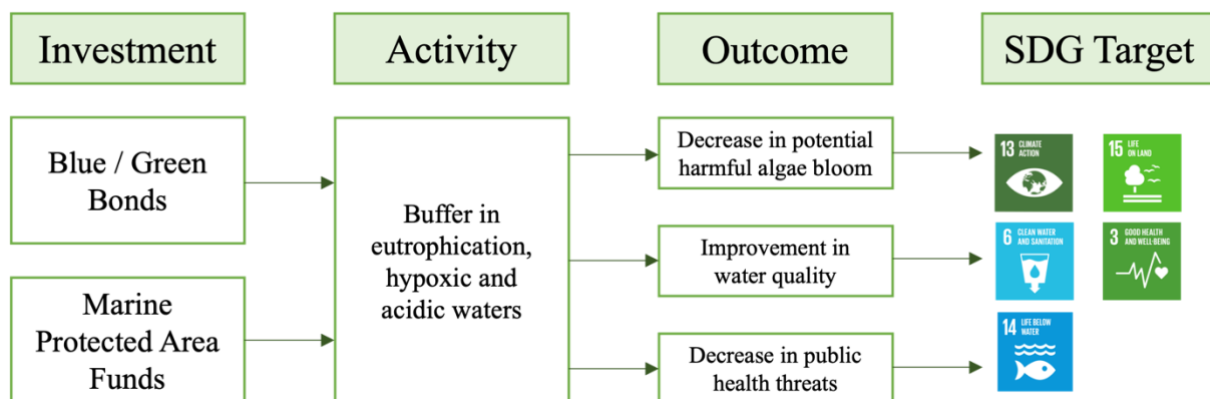 Investment
Activity
Outcome
SDG Target
Blue / Green
Bonds
Marine
Protected Area
Funds
Buffer in
eutrophication,
hypoxic and
acidic waters
Decrease in potential
harmful algae bloom
Improvement in
water quality
Decrease in public
health threats
13 CLIMATE
ACTION
15 LIFE
ON LAND
6 CLEAN WATER
AND SANITATION
3 GOOD HEALTH
AND WELL-BEING
14 LIFE BELOW
WATER